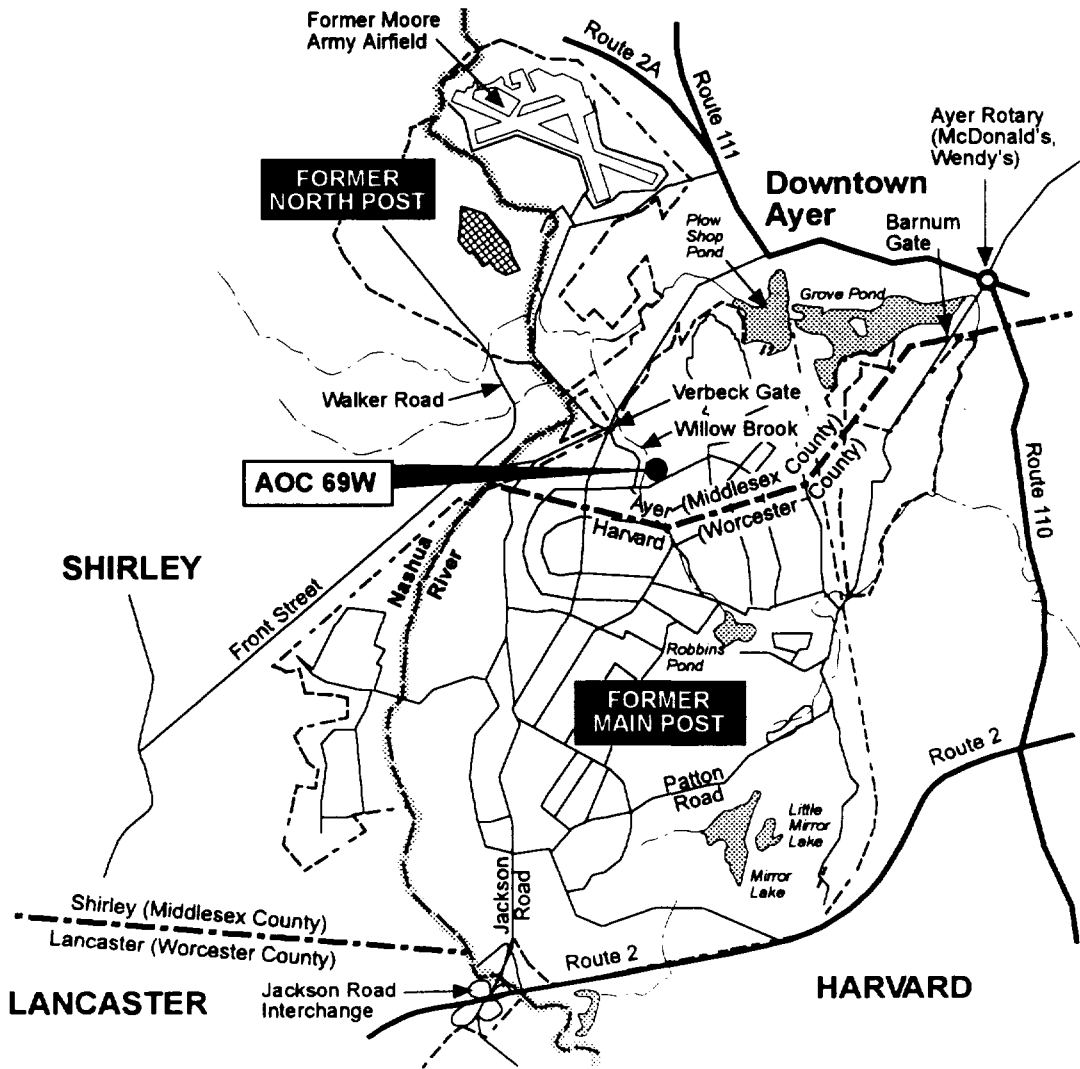 Former Moore
Army Airfield
Route 2A
Route 111
Ayer Rotary
(McDonald's,
Wendy's)
FORMER
NORTH POST
Downtown
Ayer
Barnum
Gate
Plow
Shop
Pond
Grove Pond
Walker Road
Verbeck Gate
Willow Brook
AOC 69W
Ayer (Middlesex County)
Harvard (Worcester County)
Route 110
SHIRLEY
Nashua
River
Front Street
Robbins
Pond
FORMER
MAIN POST
Route 2
Patton
Road
Little
Mirror
Lake
Mirror
Lake
Jackson
Road
Shirley (Middlesex County)
Lancaster (Worcester County)
Route 2
LANCASTER
Jackson Road
Interchange
HARVARD